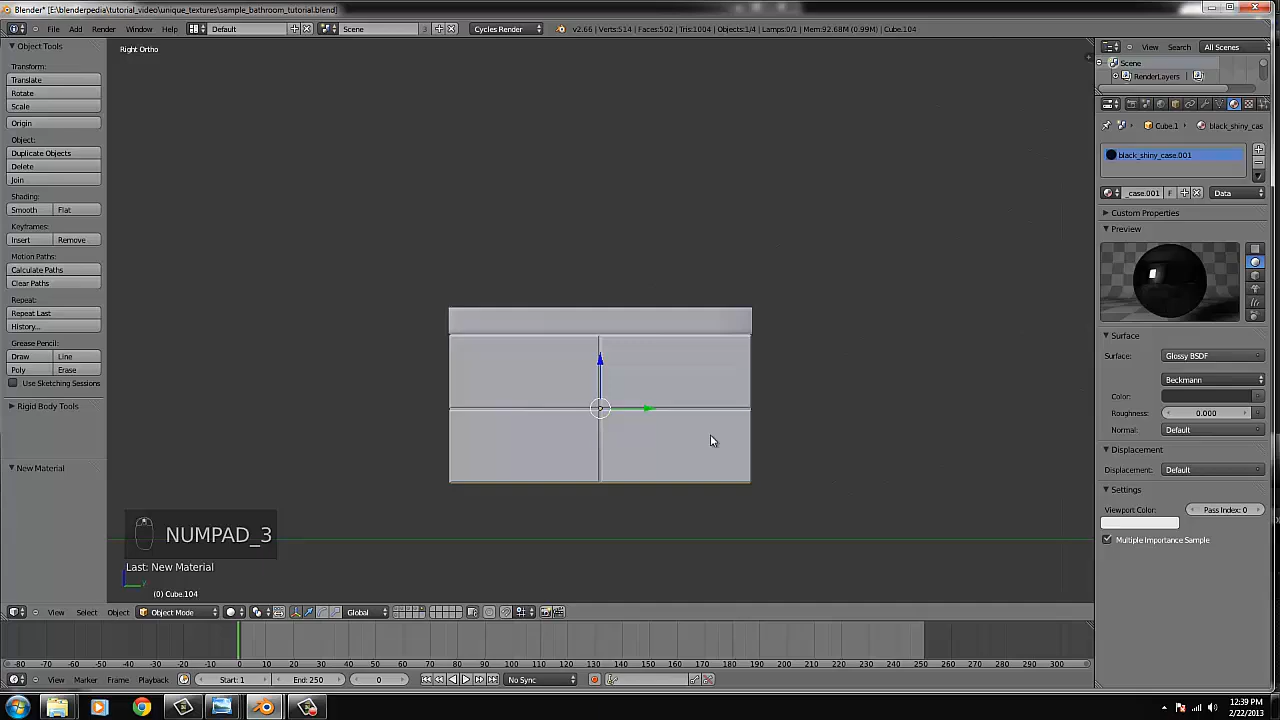 Blender* [E:\blenderpedia\tutorial_video\unique_textures\sample_bathroom_tutorial.blend]
File Add Render Window Help Default Scene 3 Cycles Render v2.66 | Verts:514 | Faces:502 | Tris:1004 | Objects:1/4 | Lamps:0/1 | Mem:92.68M (0.99M) | Cube.104
View Search All Scenes
Object Tools
Right Ortho
Scene
RenderLayers
Transform:
Translate
Rotate
Scale
Origin
Object:
Duplicate Objects
Delete
Join
Shading:
Smooth Flat
Keyframes:
Insert Remove
Motion Paths:
Calculate Paths
Clear Paths
Repeat:
Repeat Last
History...
Grease Pencil:
Draw Line
Poly Erase
Use Sketching Sessions
Rigid Body Tools
New Material
Cube.1 black_shiny_cas
black_shiny_case.001
_case.001 F Data
Custom Properties
Preview
Surface
Surface: Glossy BSDF
Beckmann
Color:
Roughness: 0.000
Normal: Default
Displacement
Displacement: Default
Settings
Viewport Color: Pass Index: 0
Multiple Importance Sample
NUMPAD_3
Last: New Material
y
(0) Cube.104
View Select Object Object Mode Global
-80 -70 -60 -50 -40 -30 -20 -10 0 10 20 30 40 50 60 70 80 90 100 110 120 130 140 150 160 170 180 190 200 210 220 230 240 250 260 270 280 290 300
View Marker Frame Playback Start: 1 End: 250 0 No Sync
12:39 PM
2/22/2013